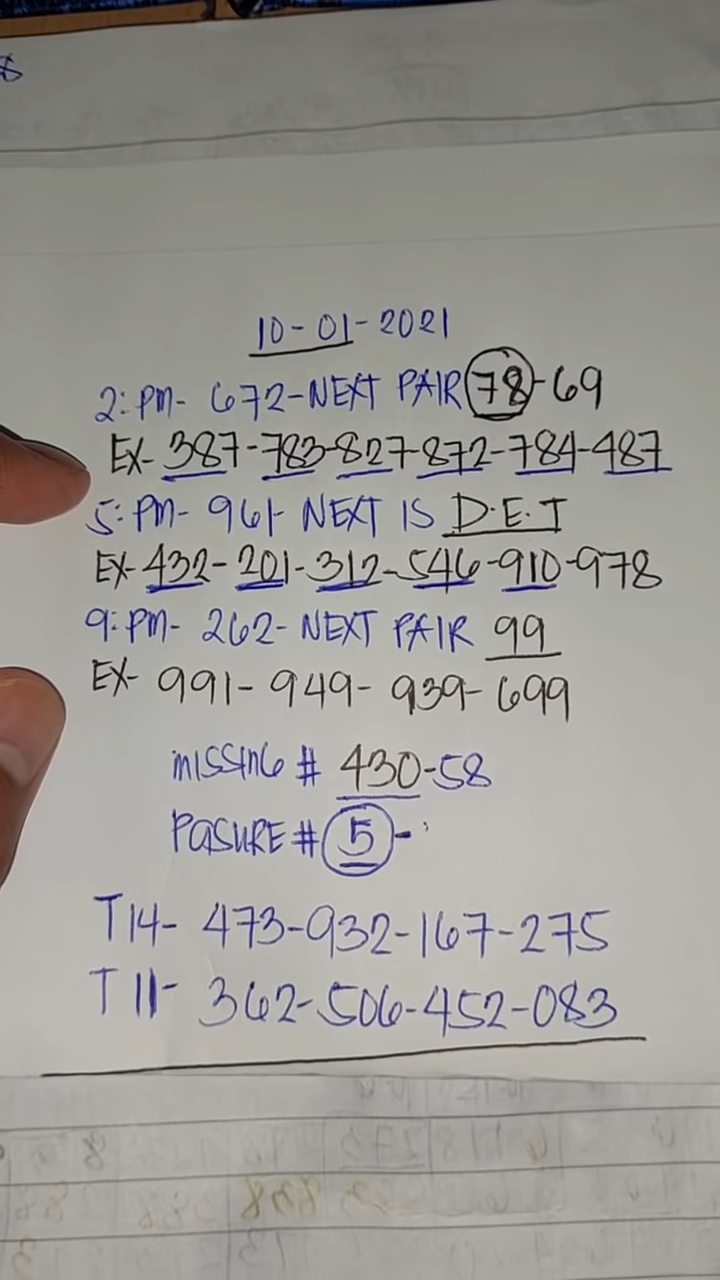 10-01-2021
2:PM- 672-NEXT PAIR 78-69
EX- 387-783-827-872-784-487
5:PM- 961- NEXT IS D.E.T
EX- 432-201-312-546-910-978
9:PM- 262- NEXT PAIR 99
EX- 991-949-939-699
MISSING # 430-58
PASURE # 5-
T14- 473-932-167-275
T11- 362-506-452-083